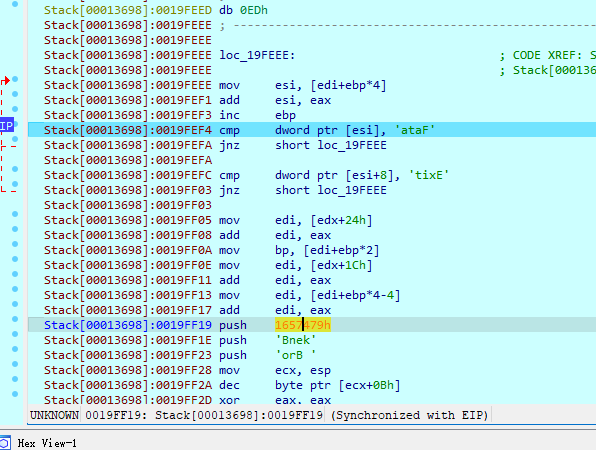 Stack[00013698]:0019FEED db 0EDh
Stack[00013698]:0019FEEE ; ---------------------------------------------------------
Stack[00013698]:0019FEEE
Stack[00013698]:0019FEEE loc_19FEEE: ; CODE XREF: S
Stack[00013698]:0019FEEE ; Stack[00013
Stack[00013698]:0019FEEE mov esi, [edi+ebp*4]
Stack[00013698]:0019FEF1 add esi, eax
Stack[00013698]:0019FEF3 inc ebp
IP Stack[00013698]:0019FEF4 cmp dword ptr [esi], 'ataF'
Stack[00013698]:0019FEFA jnz short loc_19FEEE
Stack[00013698]:0019FEFA
Stack[00013698]:0019FEFC cmp dword ptr [esi+8], 'tixE'
Stack[00013698]:0019FF03 jnz short loc_19FEEE
Stack[00013698]:0019FF03
Stack[00013698]:0019FF05 mov edi, [edx+24h]
Stack[00013698]:0019FF08 add edi, eax
Stack[00013698]:0019FF0A mov bp, [edi+ebp*2]
Stack[00013698]:0019FF0E mov edi, [edx+1Ch]
Stack[00013698]:0019FF11 add edi, eax
Stack[00013698]:0019FF13 mov edi, [edi+ebp*4-4]
Stack[00013698]:0019FF17 add edi, eax
Stack[00013698]:0019FF19 push 1657479h
Stack[00013698]:0019FF1E push 'Bnek'
Stack[00013698]:0019FF23 push 'orB '
Stack[00013698]:0019FF28 mov ecx, esp
Stack[00013698]:0019FF2A dec byte ptr [ecx+0Bh]
Stack[00013698]:0019FF2D xor eax, eax
UNKNOWN 0019FF19: Stack[00013698]:0019FF19 (Synchronized with EIP)
Hex View-1